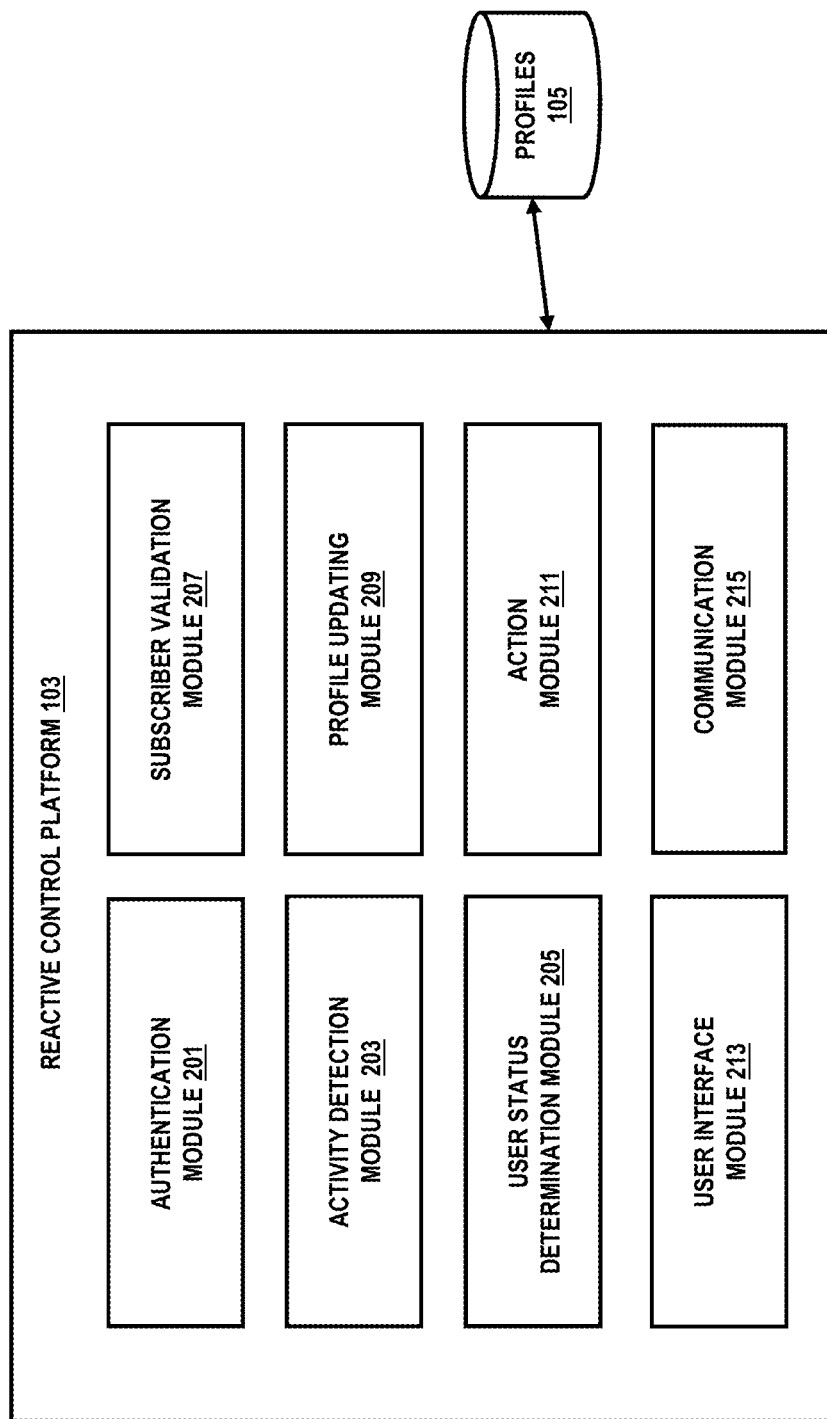 REACTIVE CONTROL PLATFORM 103
AUTHENTICATION
MODULE 201
SUBSCRIBER VALIDATION
MODULE 207
ACTIVITY DETECTION
MODULE 203
PROFILE UPDATING
MODULE 209
USER STATUS
DETERMINATION MODULE 205
ACTION
MODULE 211
USER INTERFACE
MODULE 213
COMMUNICATION
MODULE 215
PROFILES
105